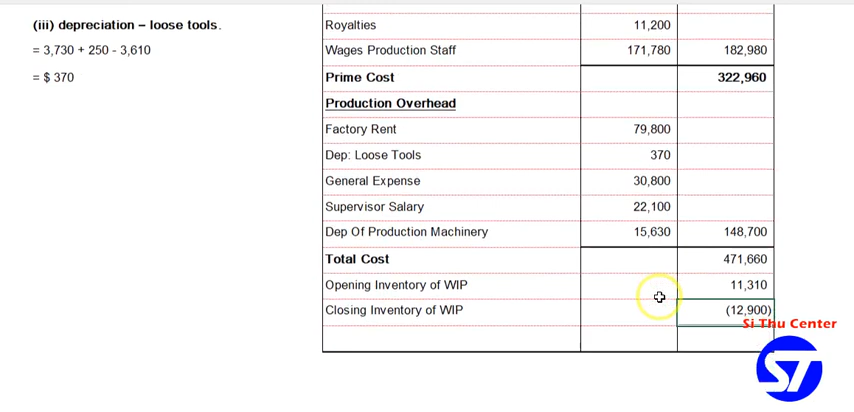 (iii) depreciation – loose tools.
= 3,730 + 250 - 3,610
= $ 370
Royalties 11,200
Wages Production Staff 171,780 182,980
Prime Cost 322,960
Production Overhead
Factory Rent 79,800
Dep: Loose Tools 370
General Expense 30,800
Supervisor Salary 22,100
Dep Of Production Machinery 15,630 148,700
Total Cost 471,660
Opening Inventory of WIP 11,310
Closing Inventory of WIP (12,900)
Si Thu Center
ST